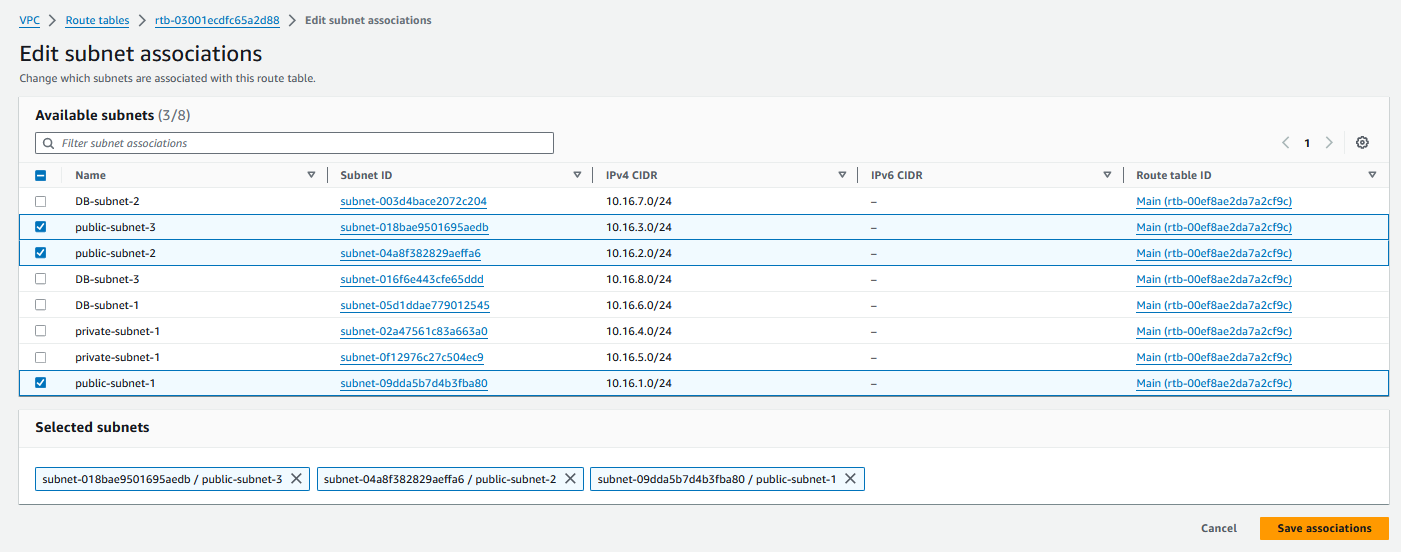 VPC > Route tables > rtb-03001ecdfc65a2d88 > Edit subnet associations
Edit subnet associations
Change which subnets are associated with this route table.
Available subnets (3/8)
Filter subnet associations
1
Name Subnet ID IPv4 CIDR IPv6 CIDR Route table ID
DB-subnet-2 subnet-003d4bace2072c204 10.16.7.0/24 – Main (rtb-00ef8ae2da7a2cf9c)
public-subnet-3 subnet-018bae9501695aedb 10.16.3.0/24 – Main (rtb-00ef8ae2da7a2cf9c)
public-subnet-2 subnet-04a8f382829aeffa6 10.16.2.0/24 – Main (rtb-00ef8ae2da7a2cf9c)
DB-subnet-3 subnet-016f6e443cfe65ddd 10.16.8.0/24 – Main (rtb-00ef8ae2da7a2cf9c)
DB-subnet-1 subnet-05d1ddae779012545 10.16.6.0/24 – Main (rtb-00ef8ae2da7a2cf9c)
private-subnet-1 subnet-02a47561c83a663a0 10.16.4.0/24 – Main (rtb-00ef8ae2da7a2cf9c)
private-subnet-1 subnet-0f12976c27c504ec9 10.16.5.0/24 – Main (rtb-00ef8ae2da7a2cf9c)
public-subnet-1 subnet-09dda5b7d4b3fba80 10.16.1.0/24 – Main (rtb-00ef8ae2da7a2cf9c)
Selected subnets
subnet-018bae9501695aedb / public-subnet-3 subnet-04a8f382829aeffa6 / public-subnet-2 subnet-09dda5b7d4b3fba80 / public-subnet-1
Cancel Save associations